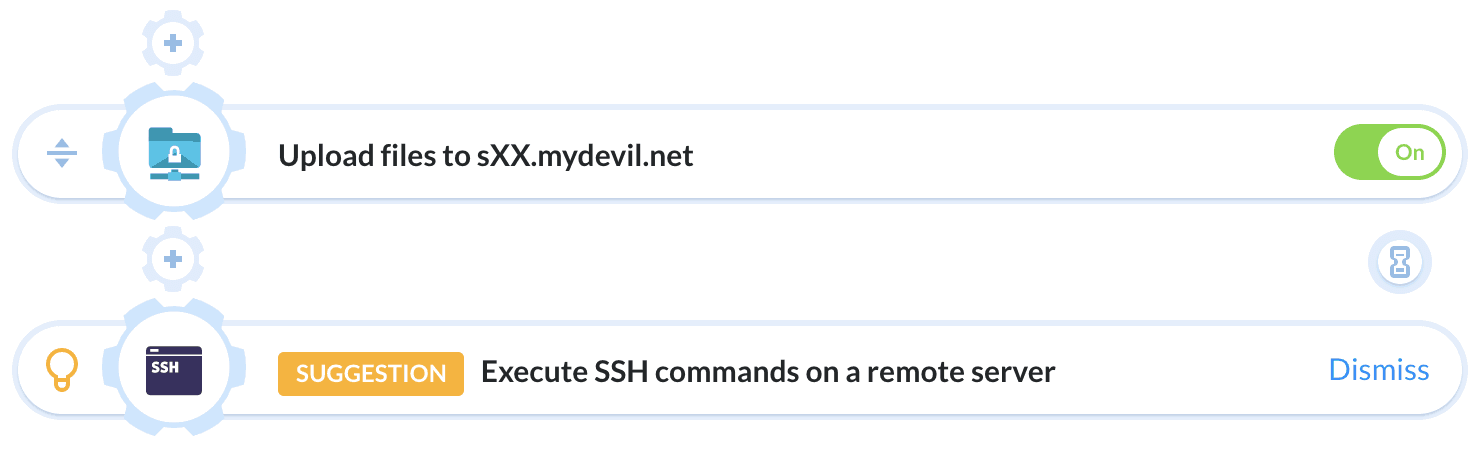 Upload files to sXX.mydevil.net
On
SSH
SUGGESTION Execute SSH commands on a remote server
Dismiss